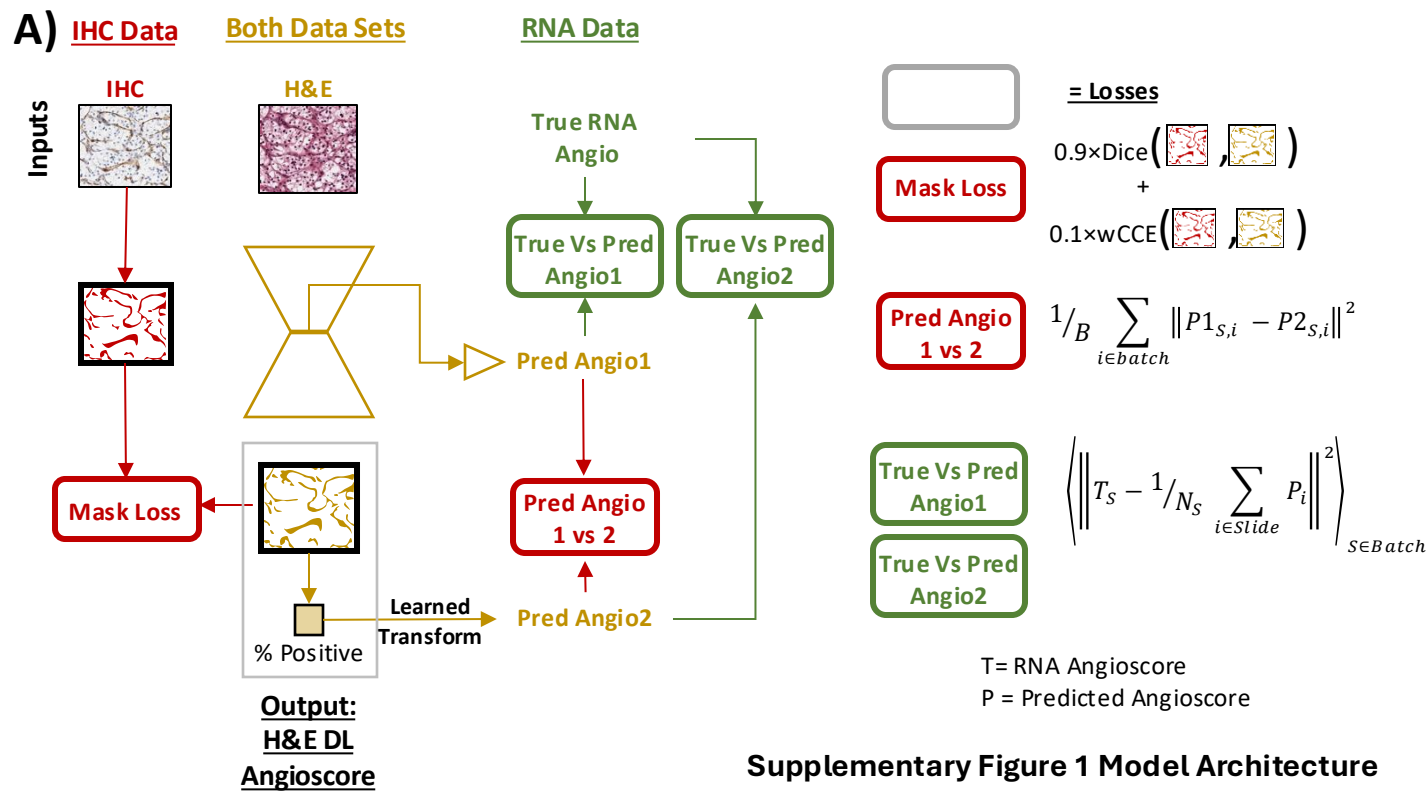 A)
IHC Data
Both Data Sets
RNA Data
Inputs
IHC
H&E
True RNA
Angio
True Vs Pred
Angio1
True Vs Pred
Angio2
Pred Angio1
Mask Loss
Pred Angio
1 vs 2
% Positive
Learned
Transform
Pred Angio2
Output:
H&E DL
Angioscore
= Losses
Mask Loss
0.9×Dice( , )
+
0.1×wCCE( , )
Pred Angio
1 vs 2
1/B ∑ i∈batch ‖P1S,i − P2S,i‖²
True Vs Pred
Angio1
True Vs Pred
Angio2
⟨‖TS − 1/NS ∑ i∈Slide Pi‖²⟩ S∈Batch
T= RNA Angioscore
P = Predicted Angioscore
Supplementary Figure 1 Model Architecture